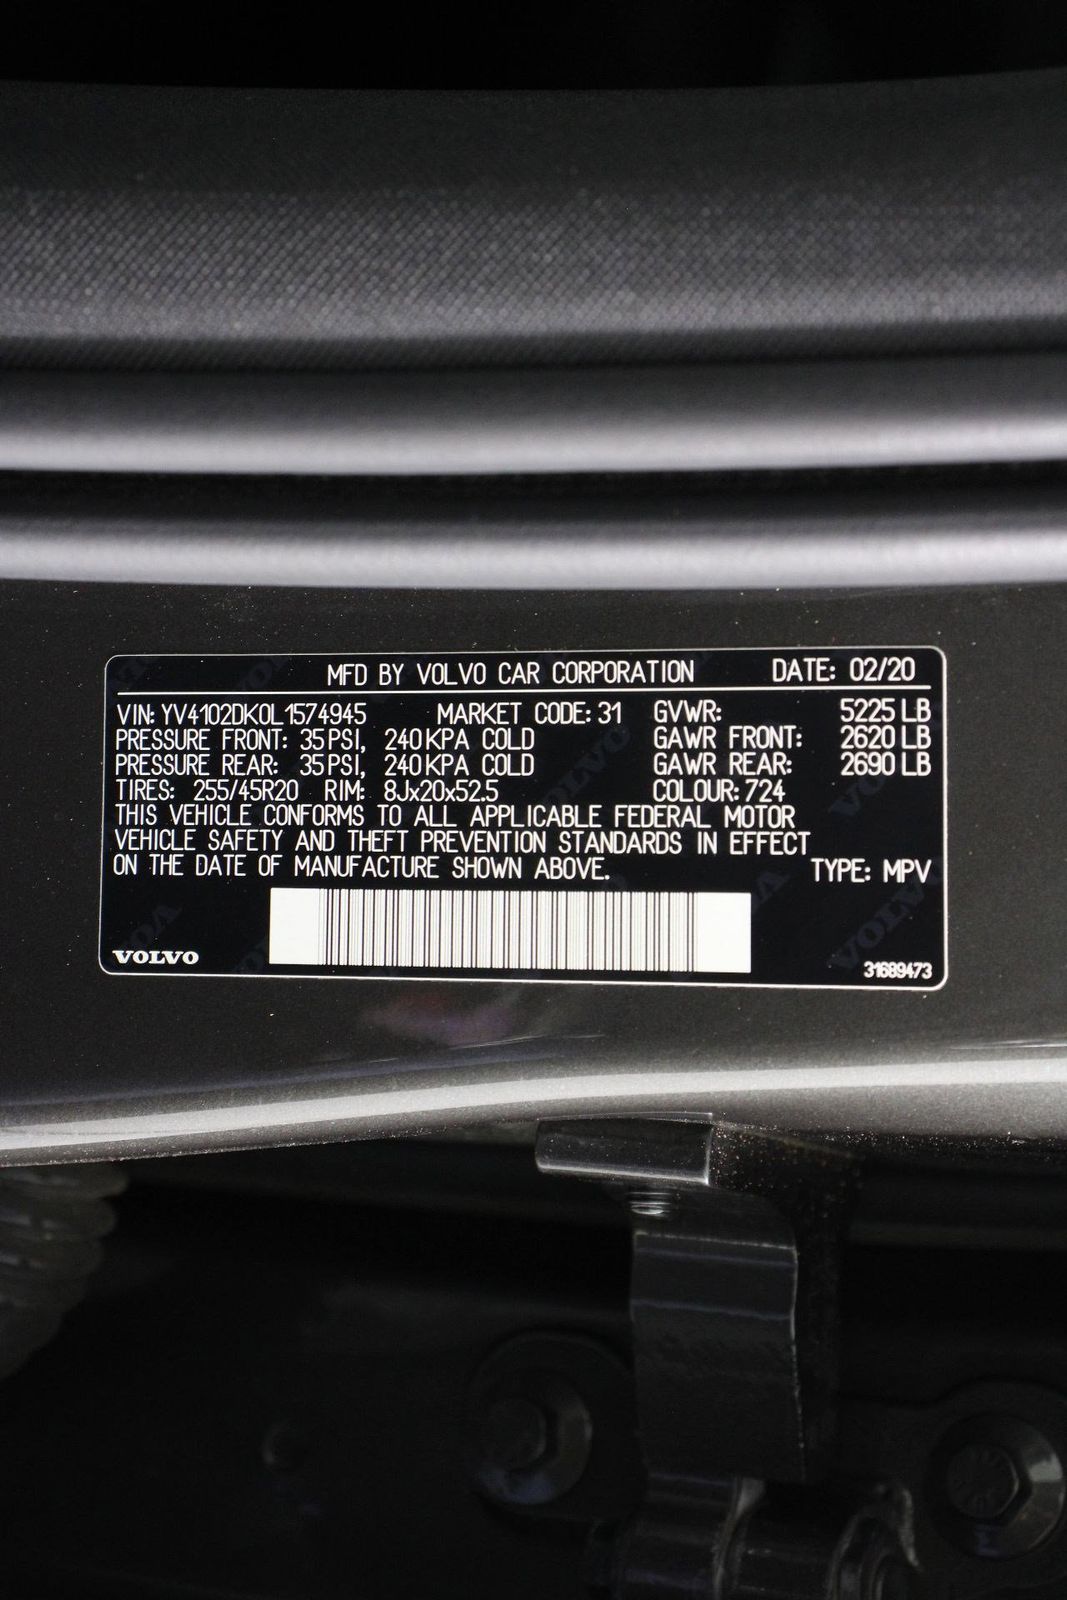 MFD BY VOLVO CAR CORPORATION DATE: 02/20
VIN: YV4102DK0L1574945 MARKET CODE: 31 GVWR: 5225 LB
PRESSURE FRONT: 35 PSI, 240 KPA COLD GAWR FRONT: 2620 LB
PRESSURE REAR: 35 PSI, 240 KPA COLD GAWR REAR: 2690 LB
TIRES: 255/45R20 RIM: 8Jx20x52.5 COLOUR: 724
THIS VEHICLE CONFORMS TO ALL APPLICABLE FEDERAL MOTOR
VEHICLE SAFETY AND THEFT PREVENTION STANDARDS IN EFFECT
ON THE DATE OF MANUFACTURE SHOWN ABOVE. TYPE: MPV
VOLVO 31689473